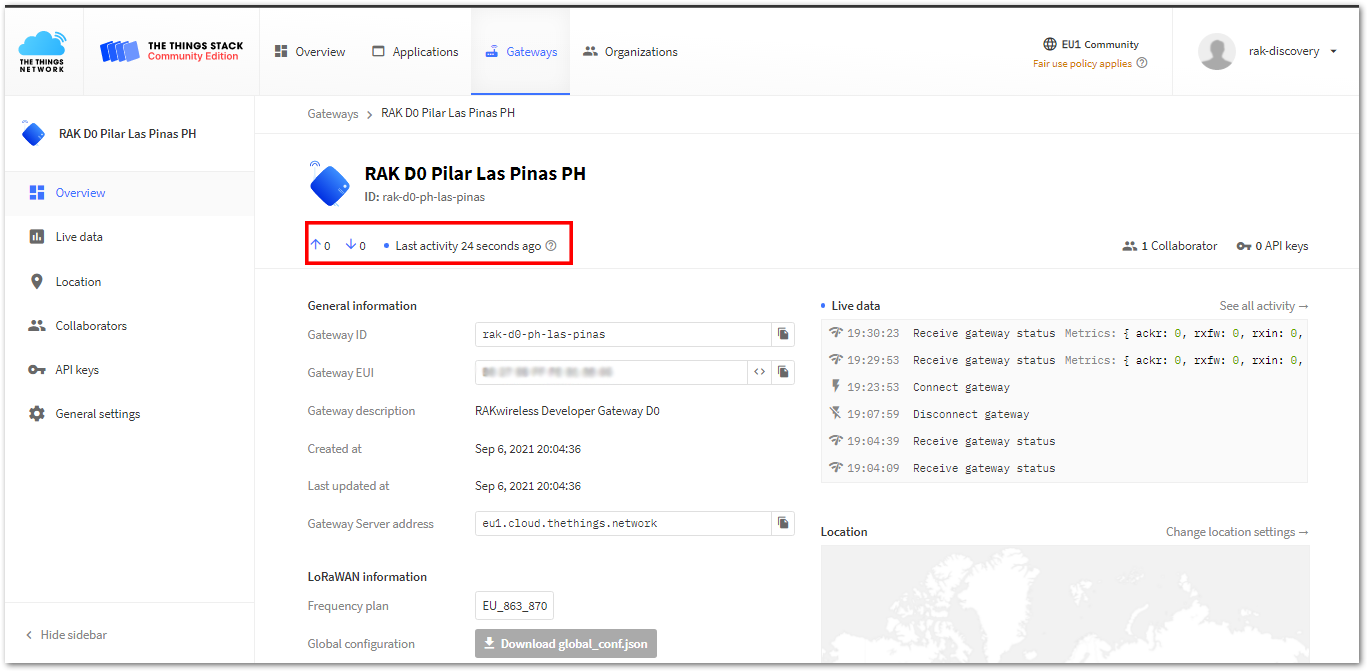 THE THINGS NETWORK
THE THINGS STACK
Community Edition
Overview
Applications
Gateways
Organizations
EU1 Community
Fair use policy applies
rak-discovery
RAK D0 Pilar Las Pinas PH
Overview
Live data
Location
Collaborators
API keys
General settings
Hide sidebar
Gateways > RAK D0 Pilar Las Pinas PH
RAK D0 Pilar Las Pinas PH
ID: rak-d0-ph-las-pinas
↑ 0 ↓ 0 • Last activity 24 seconds ago
1 Collaborator
0 API keys
General information
Gateway ID rak-d0-ph-las-pinas
Gateway EUI
Gateway description RAKwireless Developer Gateway D0
Created at Sep 6, 2021 20:04:36
Last updated at Sep 6, 2021 20:04:36
Gateway Server address eu1.cloud.thethings.network
LoRaWAN information
Frequency plan EU_863_870
Global configuration Download global_conf.json
• Live data See all activity →
19:30:23 Receive gateway status Metrics: { ackr: 0, rxfw: 0, rxin: 0,
19:29:53 Receive gateway status Metrics: { ackr: 0, rxfw: 0, rxin: 0,
19:23:53 Connect gateway
19:07:59 Disconnect gateway
19:04:39 Receive gateway status
19:04:09 Receive gateway status
Location Change location settings →